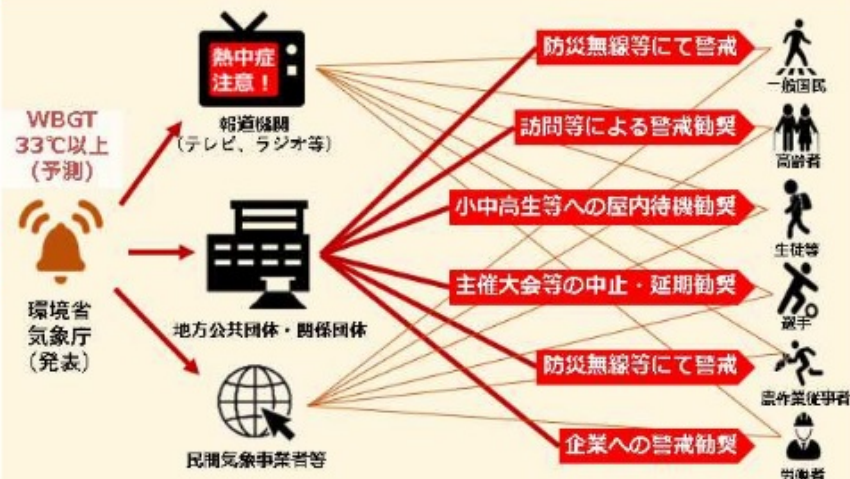 WBGT
33℃以上
(予測)
環境省
気象庁
(発表)
熱中症
注意！
報道機関
(テレビ、ラジオ等)
地方公共団体・関係団体
民間気象事業者等
防災無線等にて警戒
訪問等による警戒勧奨
小中高生等への屋内待機勧奨
主催大会等の中止・延期勧奨
防災無線等にて警戒
企業への警戒勧奨
一般国民
高齢者
生徒等
選手
農作業従事者
労働者